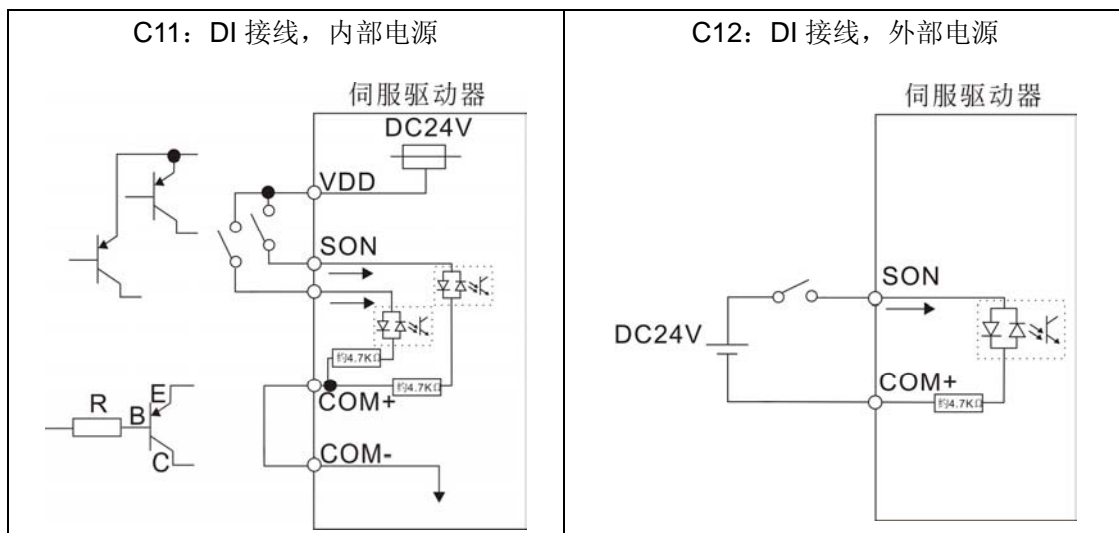 C11：DI 接线，内部电源
伺服驱动器
DC24V
VDD
SON
约4.7KΩ
约4.7KΩ
COM+
COM-
R
B
E
C
C12：DI 接线，外部电源
伺服驱动器
SON
DC24V
COM+
约4.7KΩ